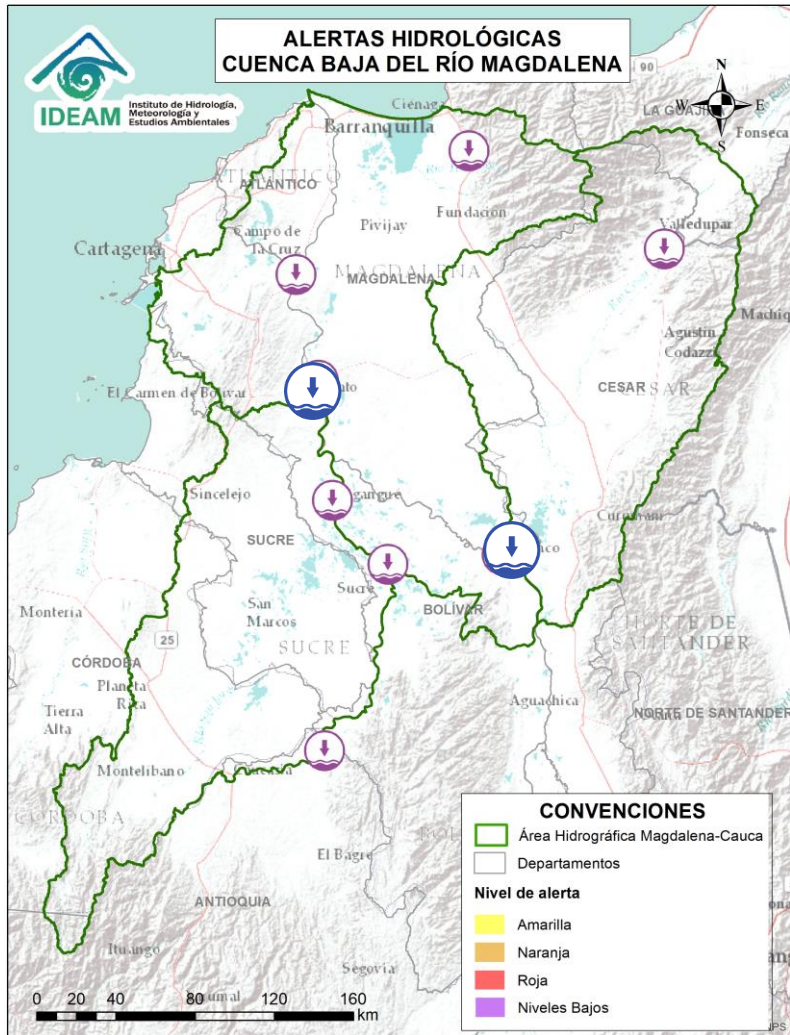 ALERTAS HIDROLÓGICAS
CUENCA BAJA DEL RÍO MAGDALENA
IDEAM
Instituto de Hidrología,
Meteorología y
Estudios Ambientales
N
W
E
S
90
LA GUAJIRA
Fonseca
Ciénaga
Barranquilla
ATLÁNTICO
ATLÁNTICO
Fundación
Pivijay
Valledupar
Campo de
la Cruz
Cartagena
MAGDALENA
MAGDALENA
Agustín
Codazzi
El Carmen de Bolívar
CESAR
CESAR
Sincelejo
Curumaní
SUCRE
Sucre
BOLÍVAR
San
Marcos
SUCRE
Montería
25
NORTE DE
SANTANDER
CÓRDOBA
Planeta
Rica
Aguachica
Tierra
Alta
NORTE DE SANTANDER
Montelíbano
CÓRDOBA
El Bagre
ANTIOQUIA
Ituango
Segovia
0 20 40 80 120 160
km
CONVENCIONES
Área Hidrográfica Magdalena-Cauca
Departamentos
Nivel de alerta
Amarilla
Naranja
Roja
Niveles Bajos